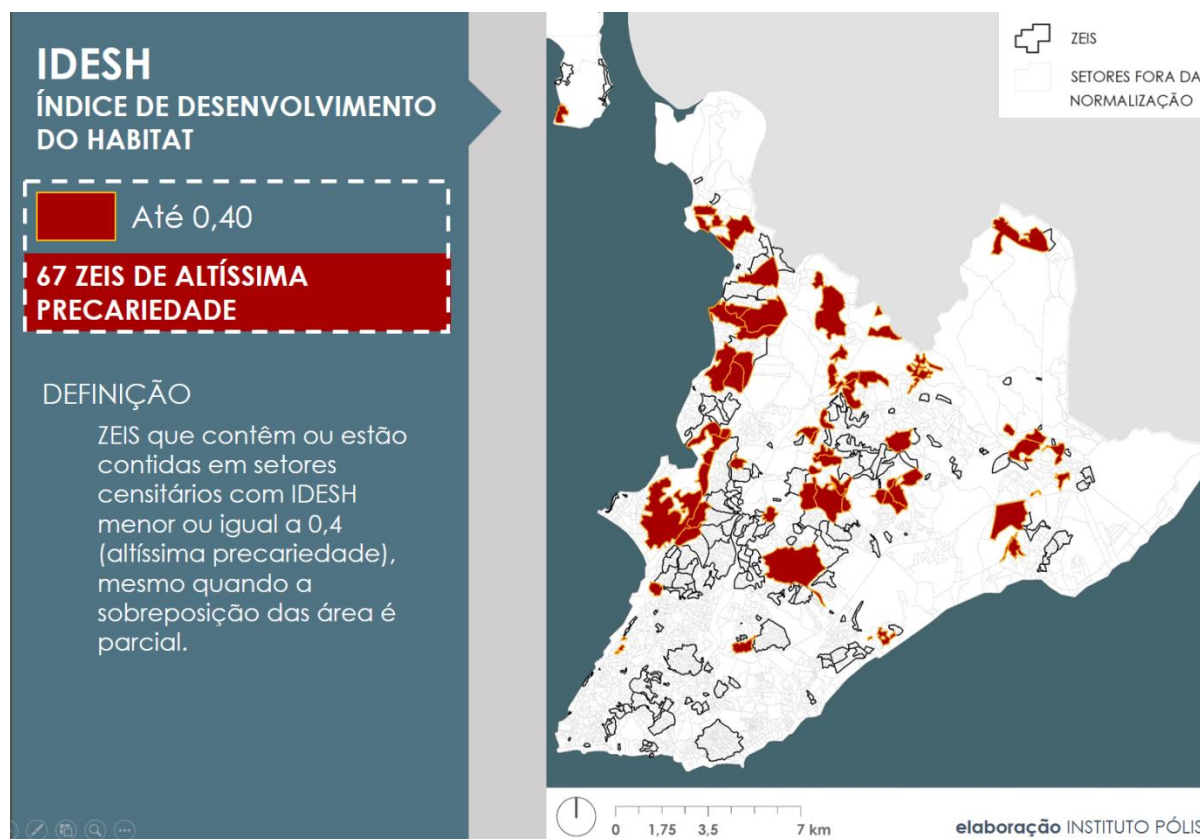 IDESH
ÍNDICE DE DESENVOLVIMENTO
DO HABITAT
Até 0,40
67 ZEIS DE ALTÍSSIMA
PRECARIEDADE
DEFINIÇÃO
ZEIS que contêm ou estão
contidas em setores
censitários com IDESH
menor ou igual a 0,4
(altíssima precariedade),
mesmo quando a
sobreposição das área é
parcial.
ZEIS
SETORES FORA DA
NORMALIZAÇÃO
0 1,75 3,5 7 km
elaboração INSTITUTO PÓLIS